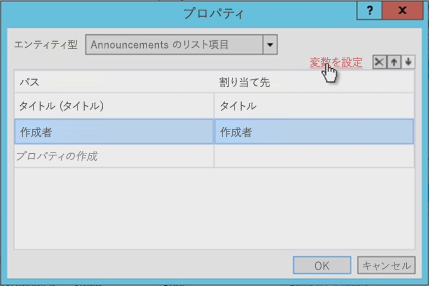 プロパティ
?
エンティティ型 Announcements のリスト項目
変数を設定
パス 割り当て先
タイトル (タイトル) タイトル
作成者 作成者
プロパティの作成
OK キャンセル